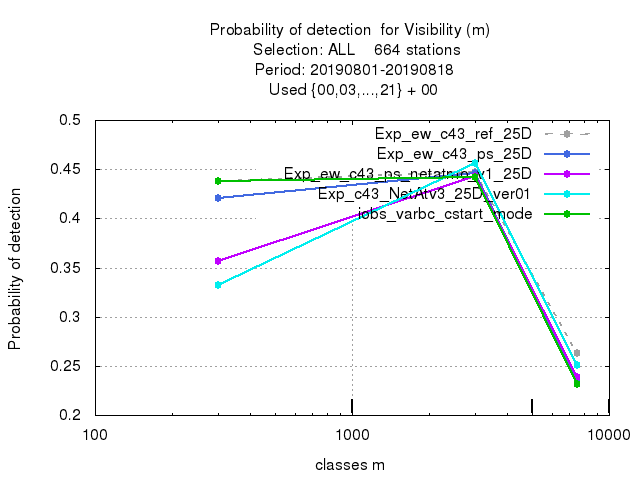 Probability of detection for Visibility (m)
Selection: ALL 664 stations
Period: 20190801-20190818
Used {00,03,...,21} + 00
Exp_ew_c43_ref_25D
Exp_ew_c43_ps_25D
Exp_ew_c43_ps_netatmo_v1_25D
Exp_c43_NetAtv3_25D_ver01
iobs_varbc_cstart_mode
Probability of detection
0.5
0.45
0.4
0.35
0.3
0.25
0.2
100 1000 10000
classes m